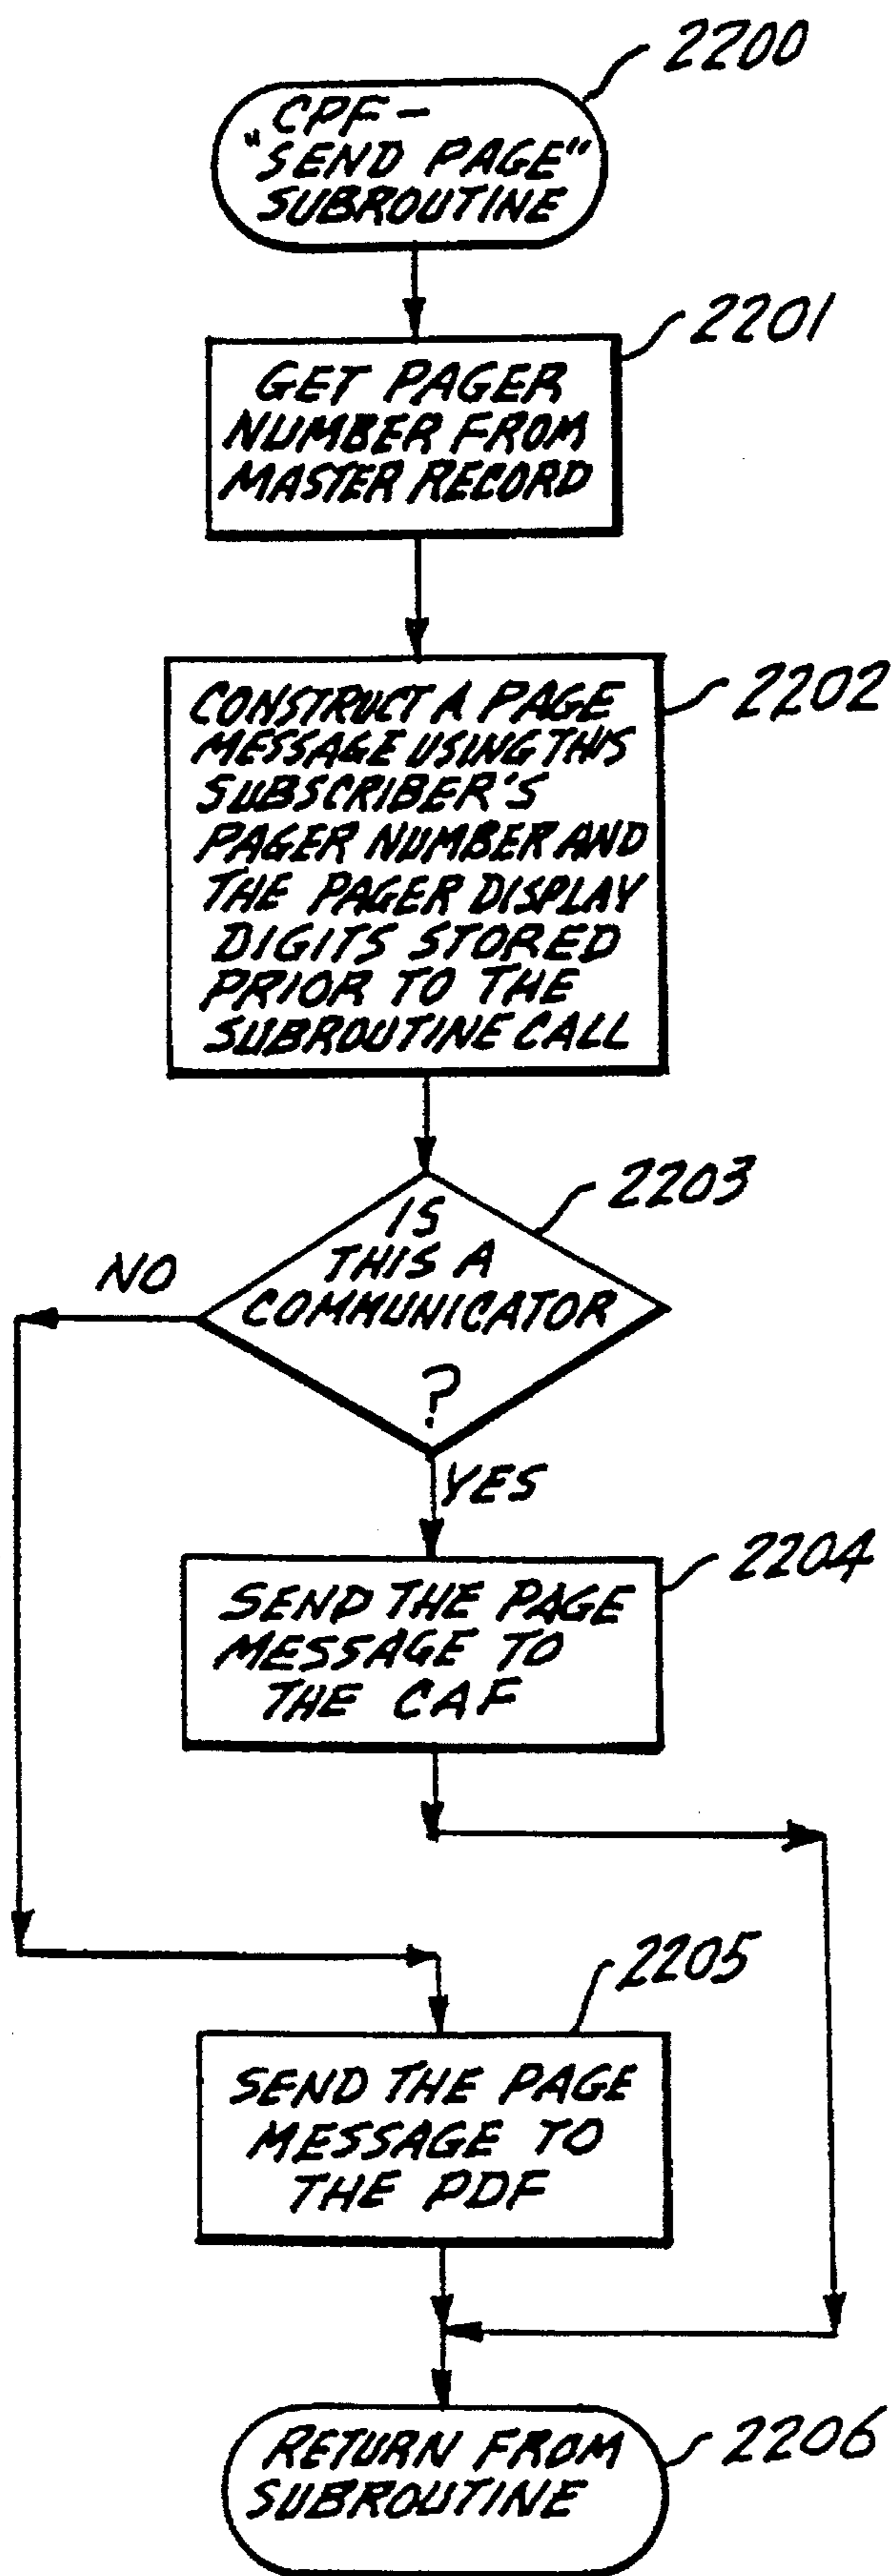 2200
CPF-
"SEND PAGE"
SUBROUTINE
2201
GET PAGER
NUMBER FROM
MASTER RECORD
2202
CONSTRUCT A PAGE
MESSAGE USING THIS
SUBSCRIBER'S
PAGER NUMBER AND
THE PAGER DISPLAY
DIGITS STORED
PRIOR TO THE
SUBROUTINE CALL
2203
IS
THIS A
COMMUNICATOR
?
NO
YES
2204
SEND THE PAGE
MESSAGE TO
THE CAF
2205
SEND THE PAGE
MESSAGE TO
THE PDF
2206
RETURN FROM
SUBROUTINE